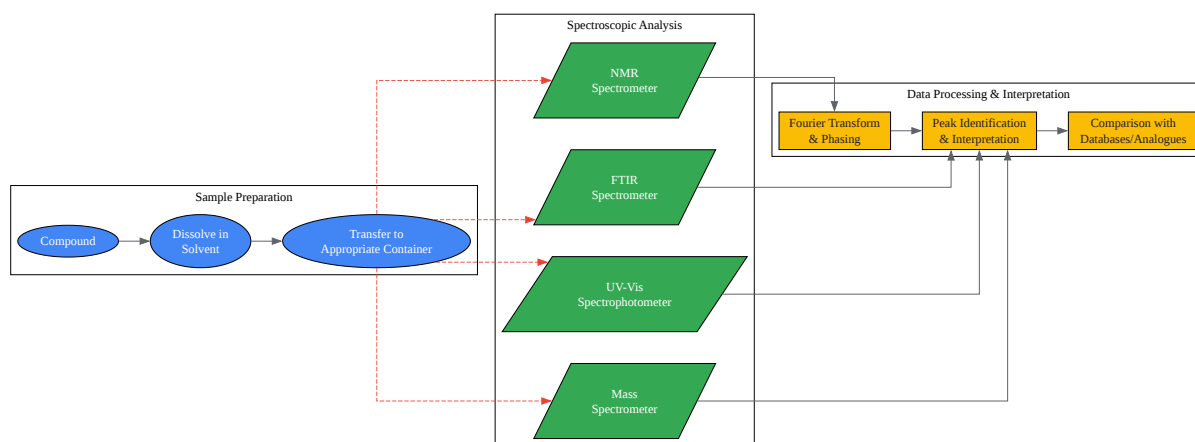 Sample Preparation
Compound
Dissolve in
Solvent
Transfer to
Appropriate Container
Spectroscopic Analysis
NMR
Spectrometer
FTIR
Spectrometer
UV-Vis
Spectrophotometer
Mass
Spectrometer
Data Processing & Interpretation
Fourier Transform
& Phasing
Peak Identification
& Interpretation
Comparison with
Databases/Analogues